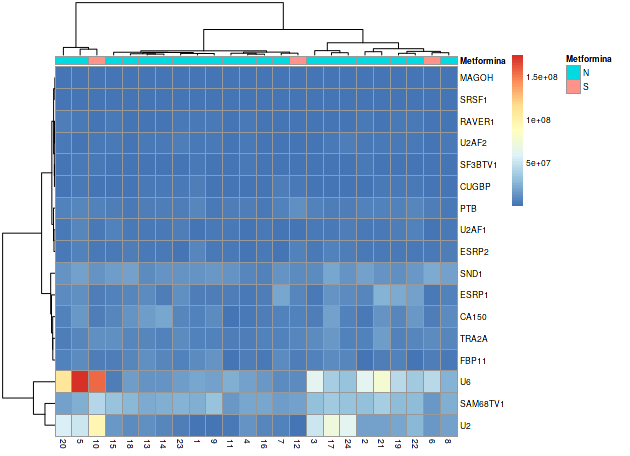 Metformina
Metformina
N
S
1.5e+08
1e+08
5e+07
MAGOH
SRSF1
RAVER1
U2AF2
SF3BTV1
CUGBP
PTB
U2AF1
ESRP2
SND1
ESRP1
CA150
TRA2A
FBP11
U6
SAM68TV1
U2
20 5 10 15 18 13 14 23 1 9 11 4 16 7 12 3 17 24 2 21 19 22 6 8